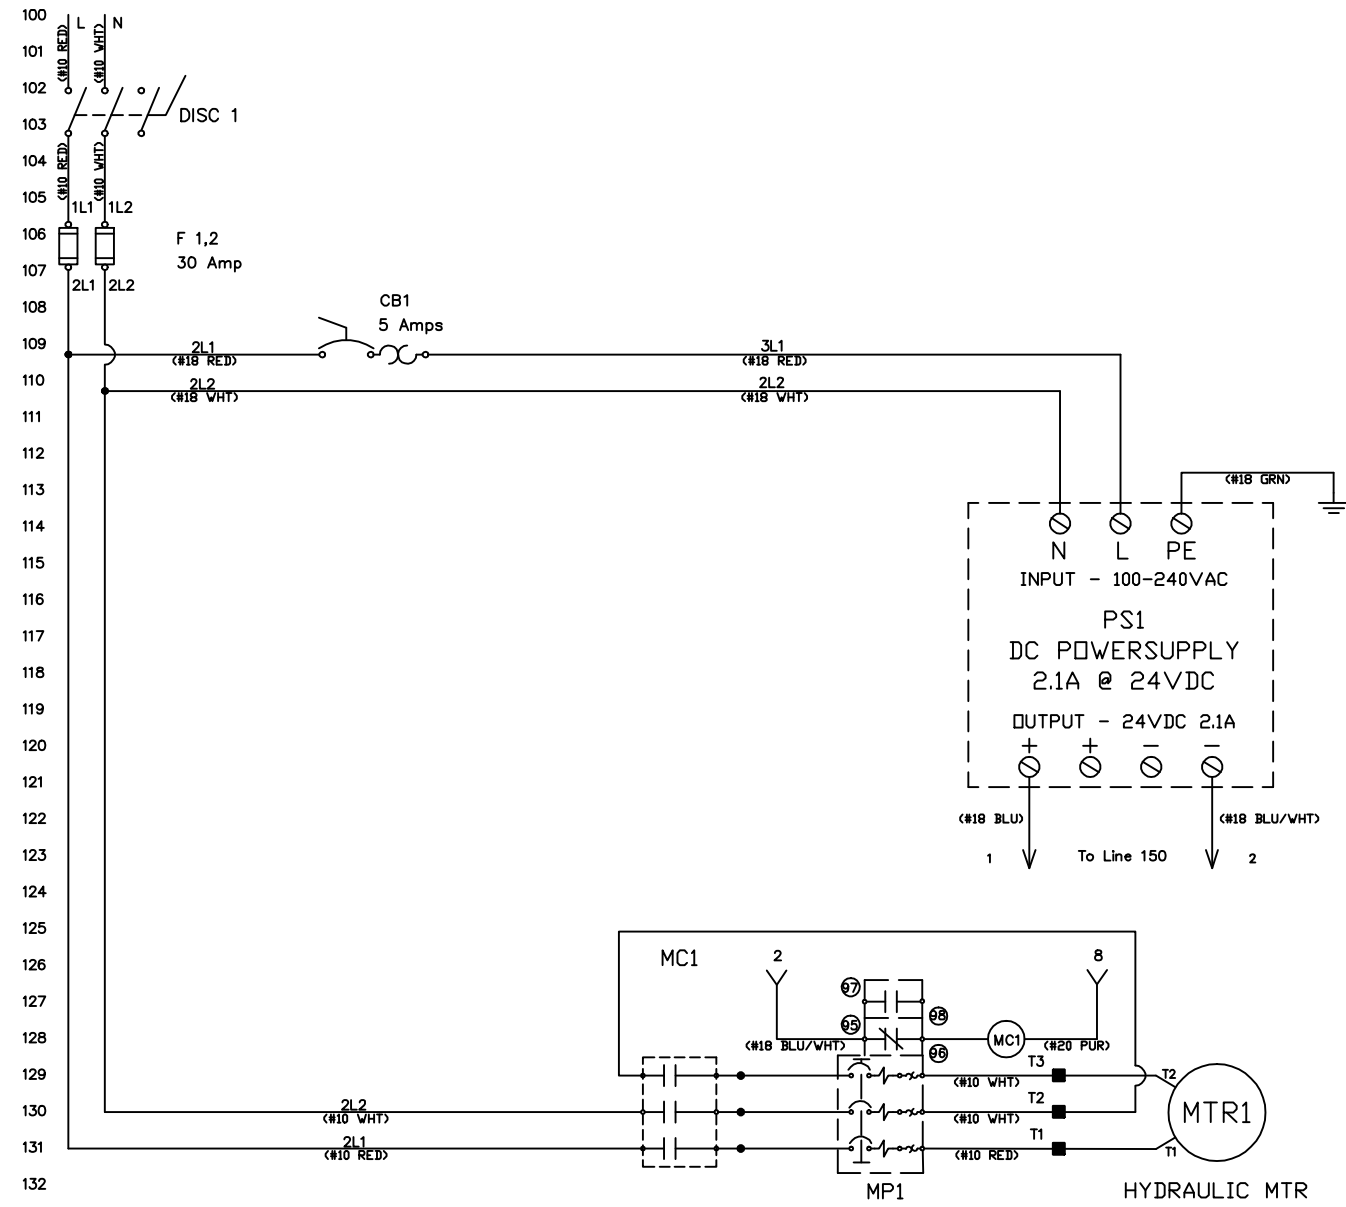 100
L N
(#10 RED) (#10 WHT)
101
102
103
DISC 1
104
(#10 RED) (#10 WHT)
105
1L1 1L2
106
F 1,2
30 Amp
107
2L1 2L2
108
CB1
5 Amps
109
2L1 3L1
(#18 RED) (#18 RED)
110
2L2 2L2
(#18 WHT) (#18 WHT)
111
112
113
(#18 GRN)
114
N L PE
115
INPUT - 100-240VAC
116
PS1
117
DC POWERSUPPLY
118
2.1A @ 24VDC
119
OUTPUT - 24VDC 2.1A
120
+ + - -
121
122
(#18 BLU) (#18 BLU/WHT)
123
1 To Line 150 2
124
125
126
MC1 2 8
127
97
98
128
95
MC1
(#18 BLU/WHT) (#20 PUR)
96
129
T3 T2
(#10 WHT)
130
2L2 T2
(#10 WHT) (#10 WHT)
MTR1
131
2L1 T1 T1
(#10 RED) (#10 RED)
132
MP1 HYDRAULIC MTR